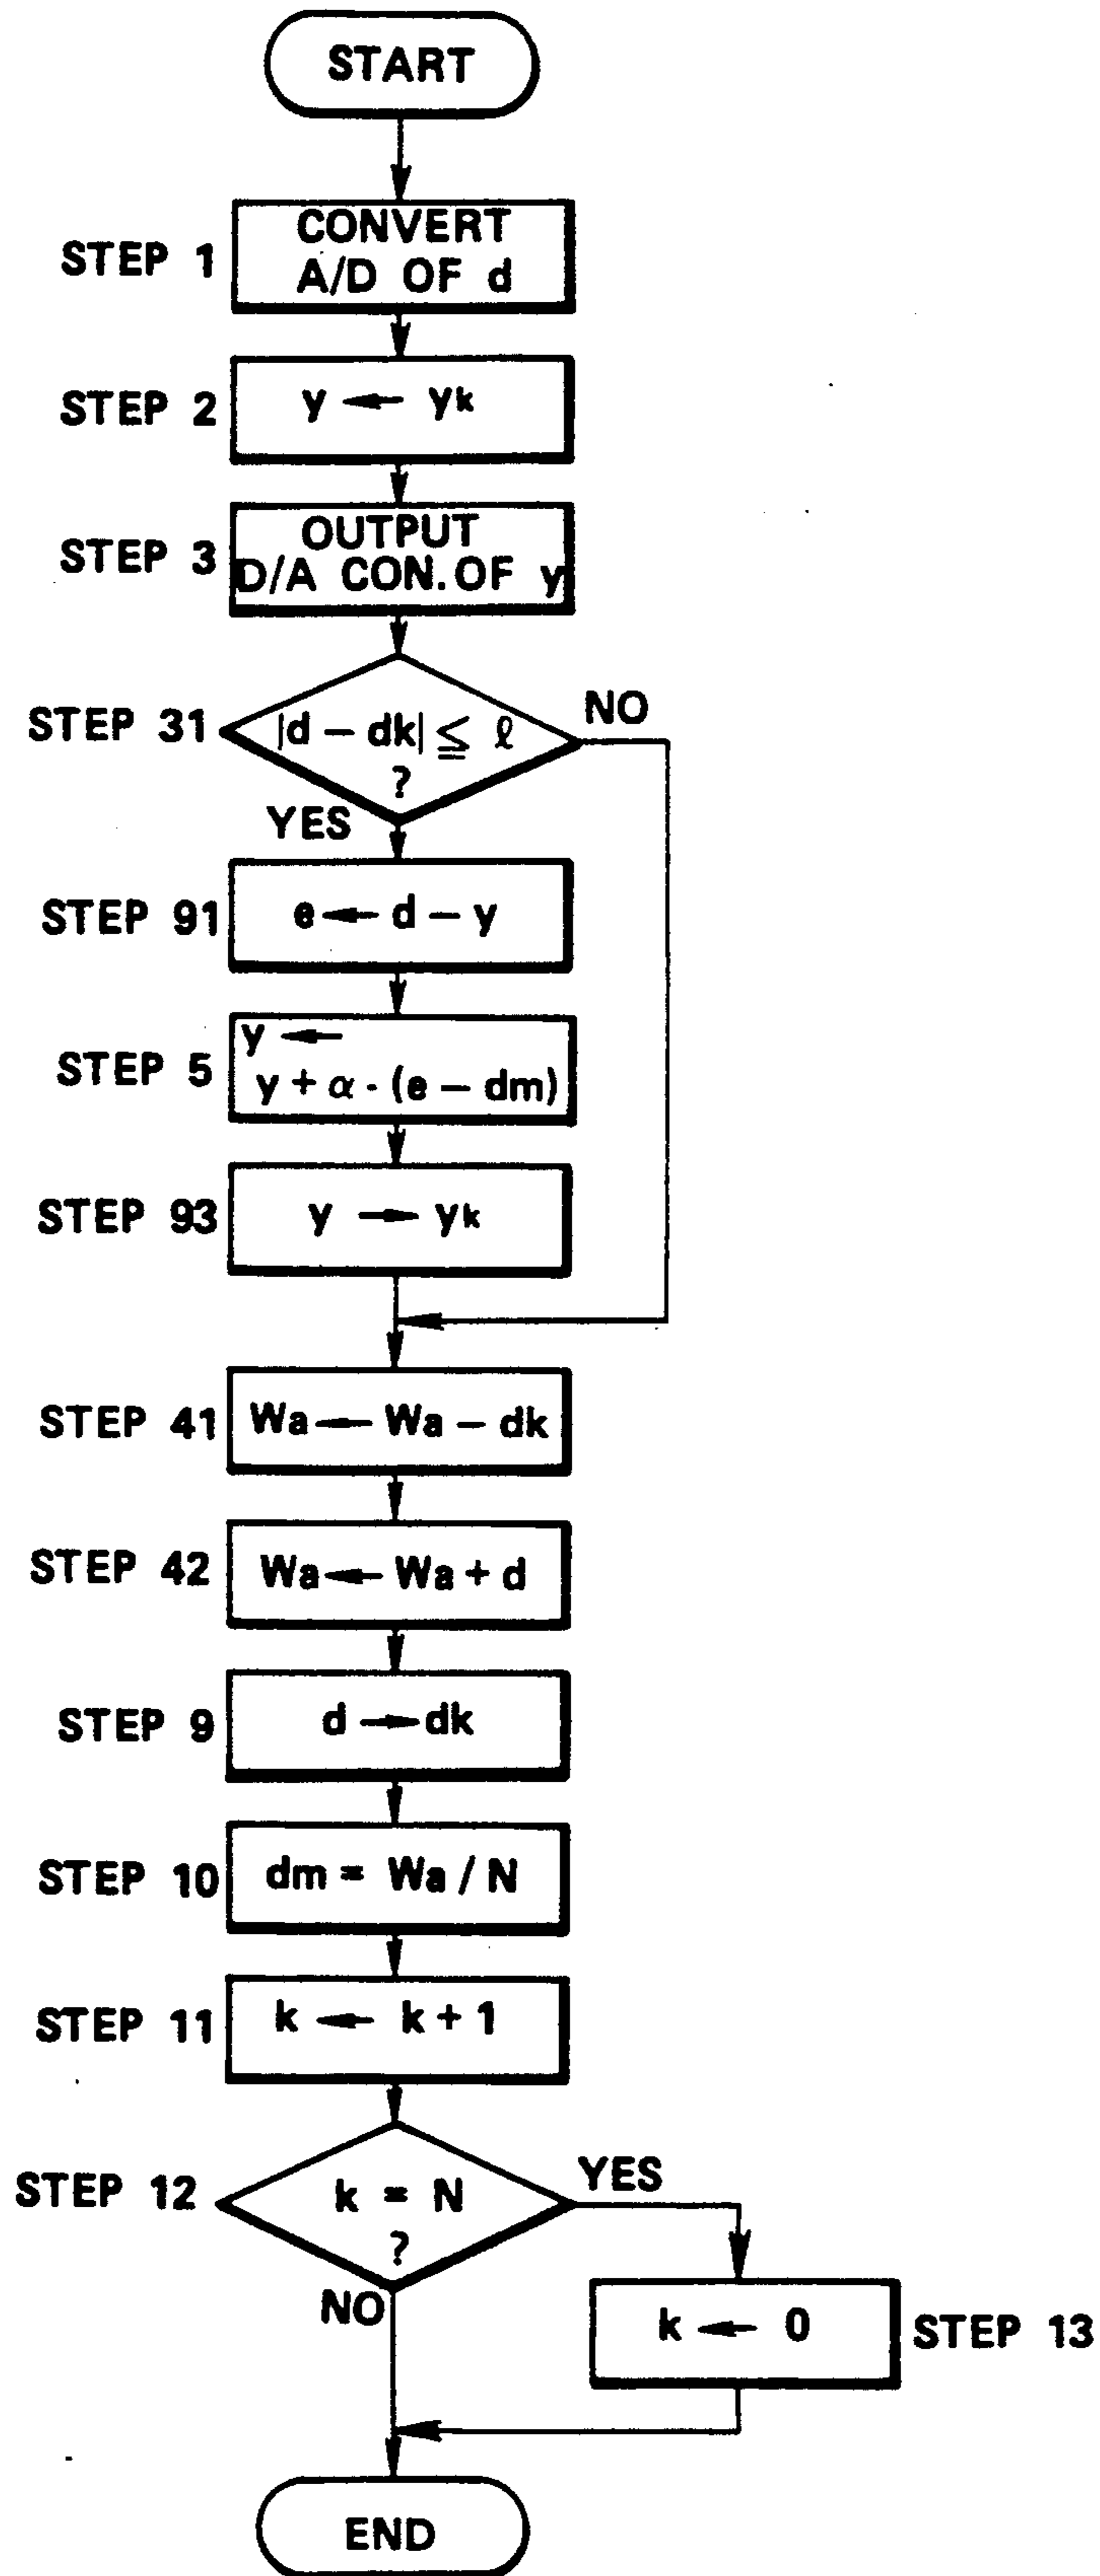 START
STEP 1
CONVERT
A/D OF d
STEP 2
y ← yk
STEP 3
OUTPUT
D/A CON. OF y
STEP 31
|d − dk| ≦ ℓ
?
NO
YES
STEP 91
e ← d − y
STEP 5
y ←
y + α · (e − dm)
STEP 93
y → yk
STEP 41
Wa ← Wa − dk
STEP 42
Wa ← Wa + d
STEP 9
d → dk
STEP 10
dm = Wa / N
STEP 11
k ← k + 1
STEP 12
k = N
?
YES
NO
k ← 0
STEP 13
END